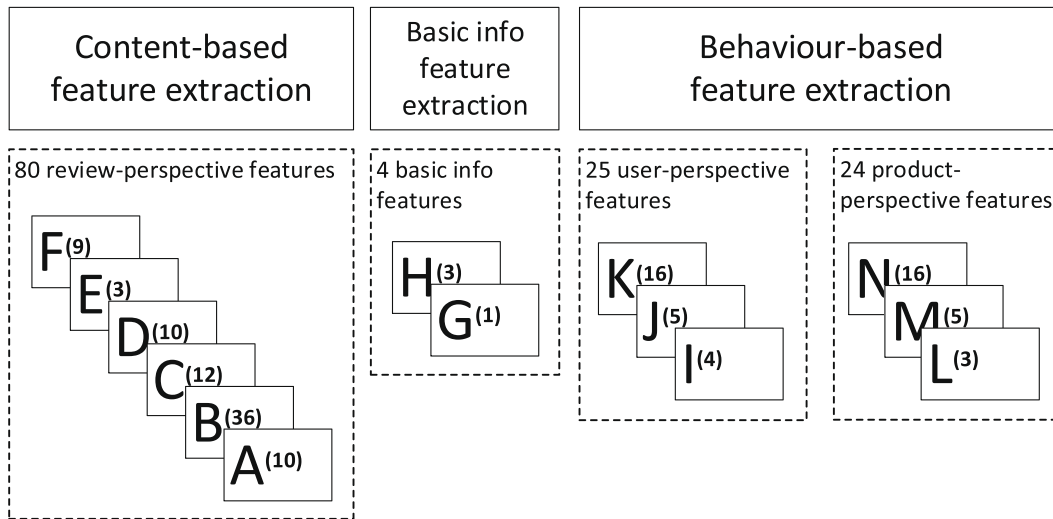 Content-based
feature extraction
Basic info
feature
extraction
Behaviour-based
feature extraction
80 review-perspective features
F(9)
E(3)
D(10)
C(12)
B(36)
A(10)
4 basic info
features
H(3)
G(1)
25 user-perspective
features
K(16)
J(5)
I(4)
24 product-
perspective features
N(16)
M(5)
L(3)